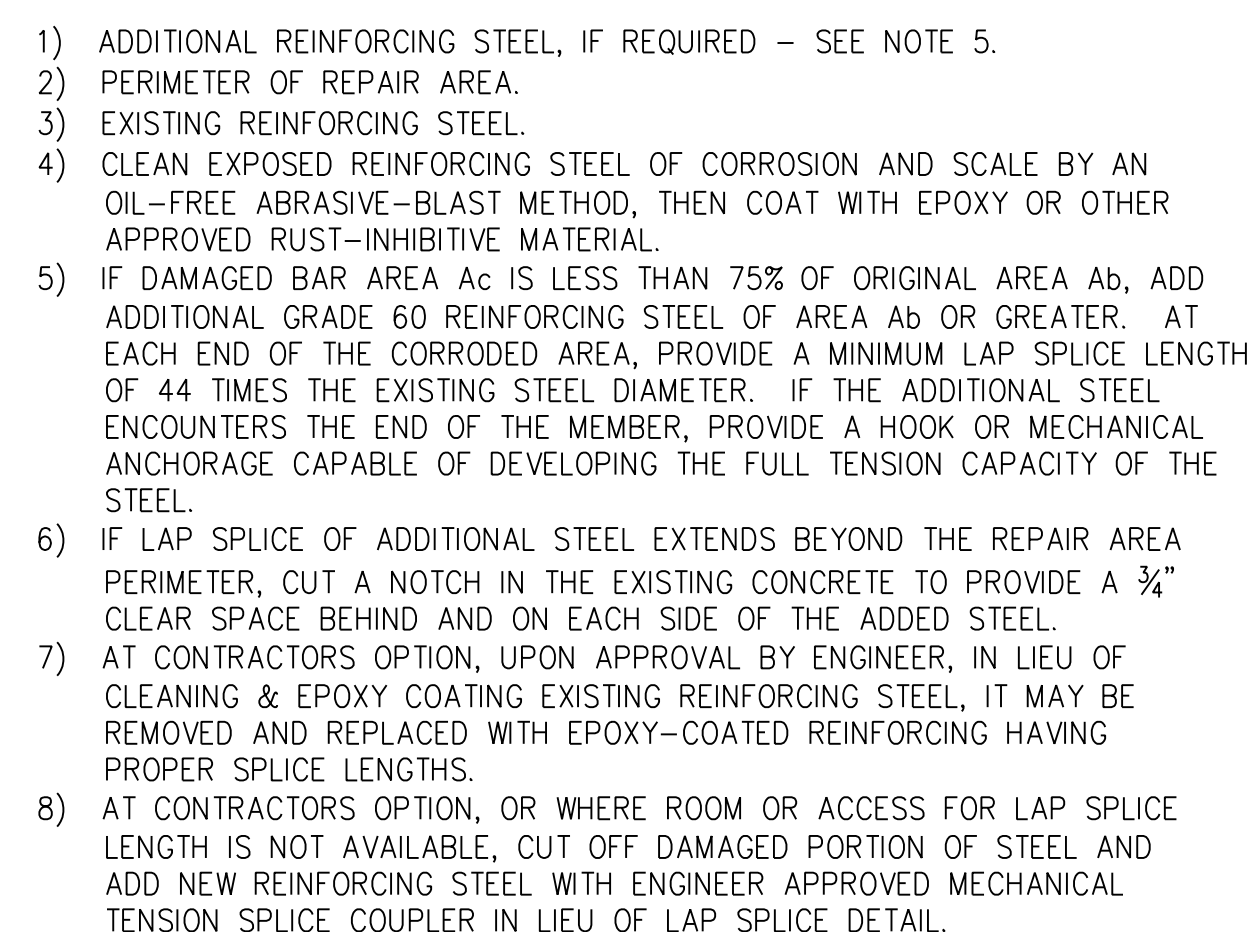 1) ADDITIONAL REINFORCING STEEL, IF REQUIRED – SEE NOTE 5.
2) PERIMETER OF REPAIR AREA.
3) EXISTING REINFORCING STEEL.
4) CLEAN EXPOSED REINFORCING STEEL OF CORROSION AND SCALE BY AN
OIL–FREE ABRASIVE–BLAST METHOD, THEN COAT WITH EPOXY OR OTHER
APPROVED RUST–INHIBITIVE MATERIAL.
5) IF DAMAGED BAR AREA Ac IS LESS THAN 75% OF ORIGINAL AREA Ab, ADD
ADDITIONAL GRADE 60 REINFORCING STEEL OF AREA Ab OR GREATER. AT
EACH END OF THE CORRODED AREA, PROVIDE A MINIMUM LAP SPLICE LENGTH
OF 44 TIMES THE EXISTING STEEL DIAMETER. IF THE ADDITIONAL STEEL
ENCOUNTERS THE END OF THE MEMBER, PROVIDE A HOOK OR MECHANICAL
ANCHORAGE CAPABLE OF DEVELOPING THE FULL TENSION CAPACITY OF THE
STEEL.
6) IF LAP SPLICE OF ADDITIONAL STEEL EXTENDS BEYOND THE REPAIR AREA
PERIMETER, CUT A NOTCH IN THE EXISTING CONCRETE TO PROVIDE A ¾”
CLEAR SPACE BEHIND AND ON EACH SIDE OF THE ADDED STEEL.
7) AT CONTRACTORS OPTION, UPON APPROVAL BY ENGINEER, IN LIEU OF
CLEANING & EPOXY COATING EXISTING REINFORCING STEEL, IT MAY BE
REMOVED AND REPLACED WITH EPOXY–COATED REINFORCING HAVING
PROPER SPLICE LENGTHS.
8) AT CONTRACTORS OPTION, OR WHERE ROOM OR ACCESS FOR LAP SPLICE
LENGTH IS NOT AVAILABLE, CUT OFF DAMAGED PORTION OF STEEL AND
ADD NEW REINFORCING STEEL WITH ENGINEER APPROVED MECHANICAL
TENSION SPLICE COUPLER IN LIEU OF LAP SPLICE DETAIL.